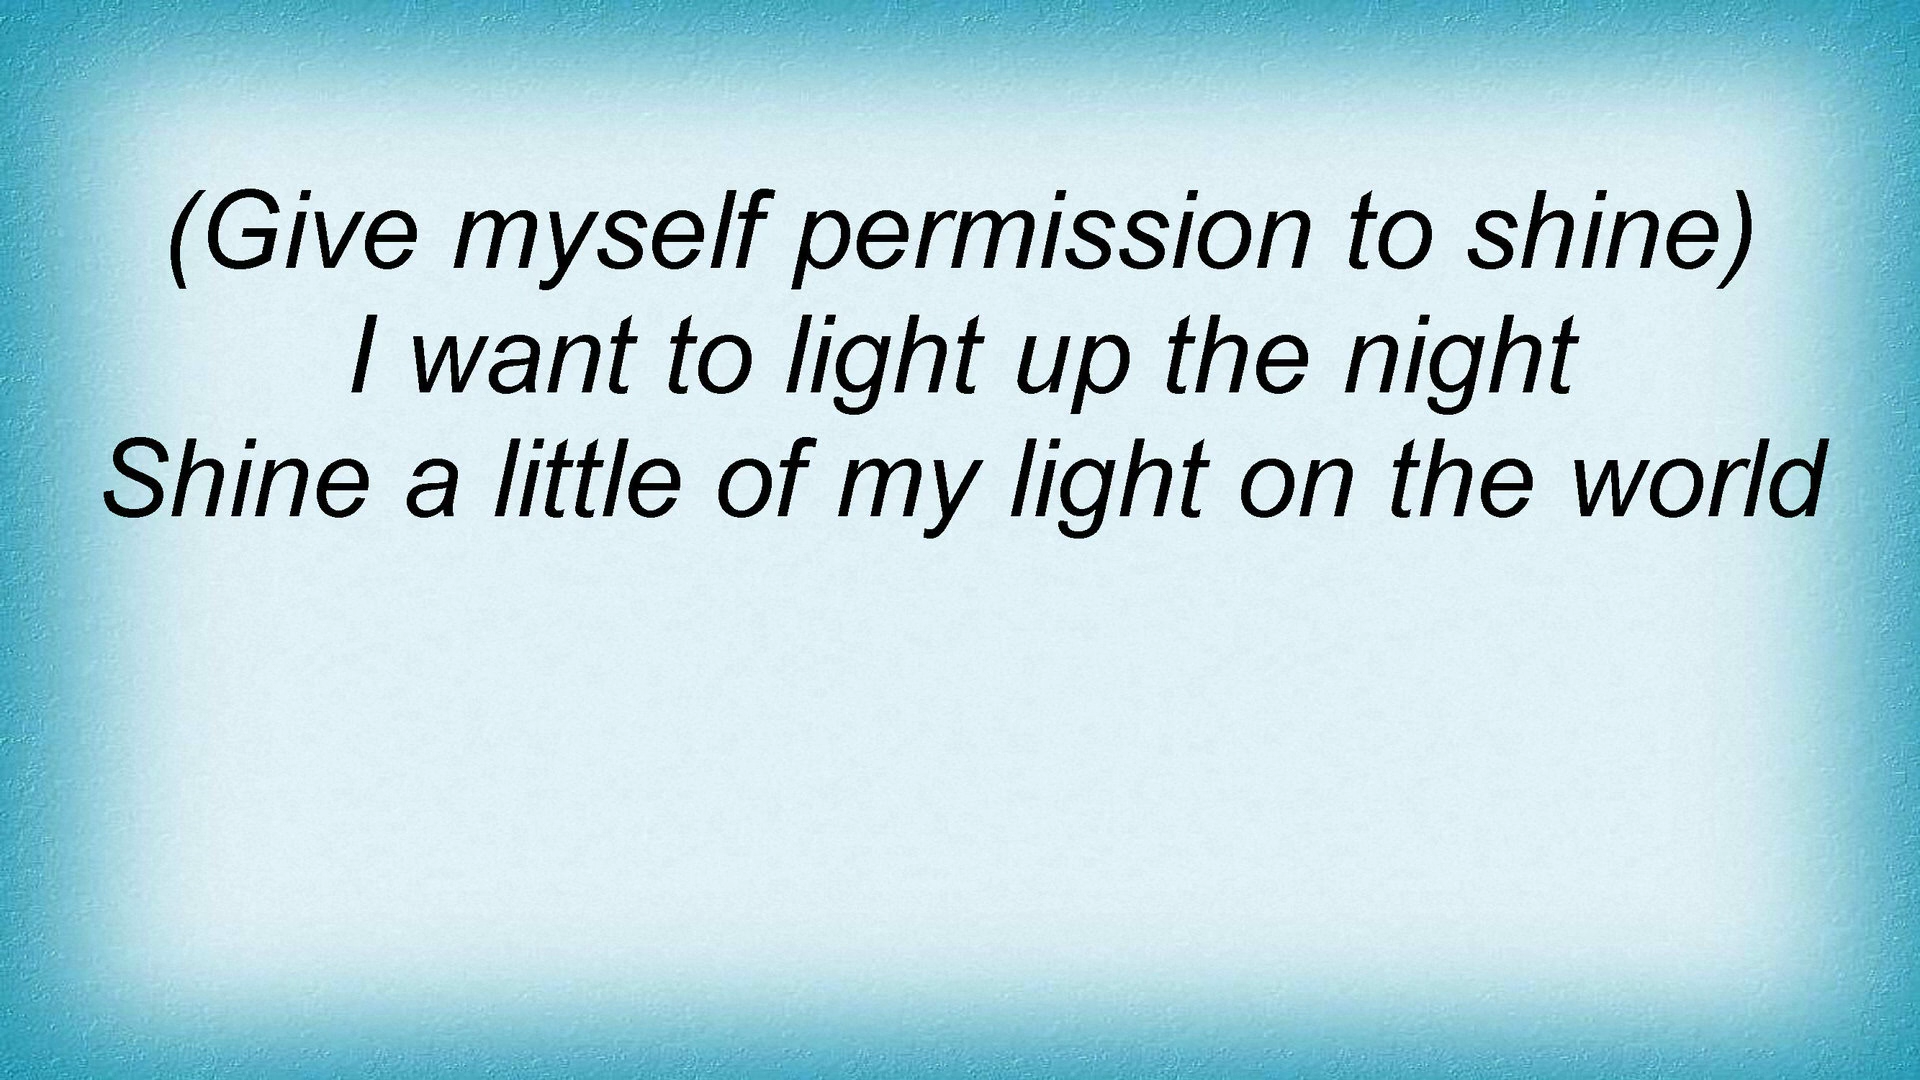 (Give myself permission to shine)
I want to light up the night
Shine a little of my light on the world